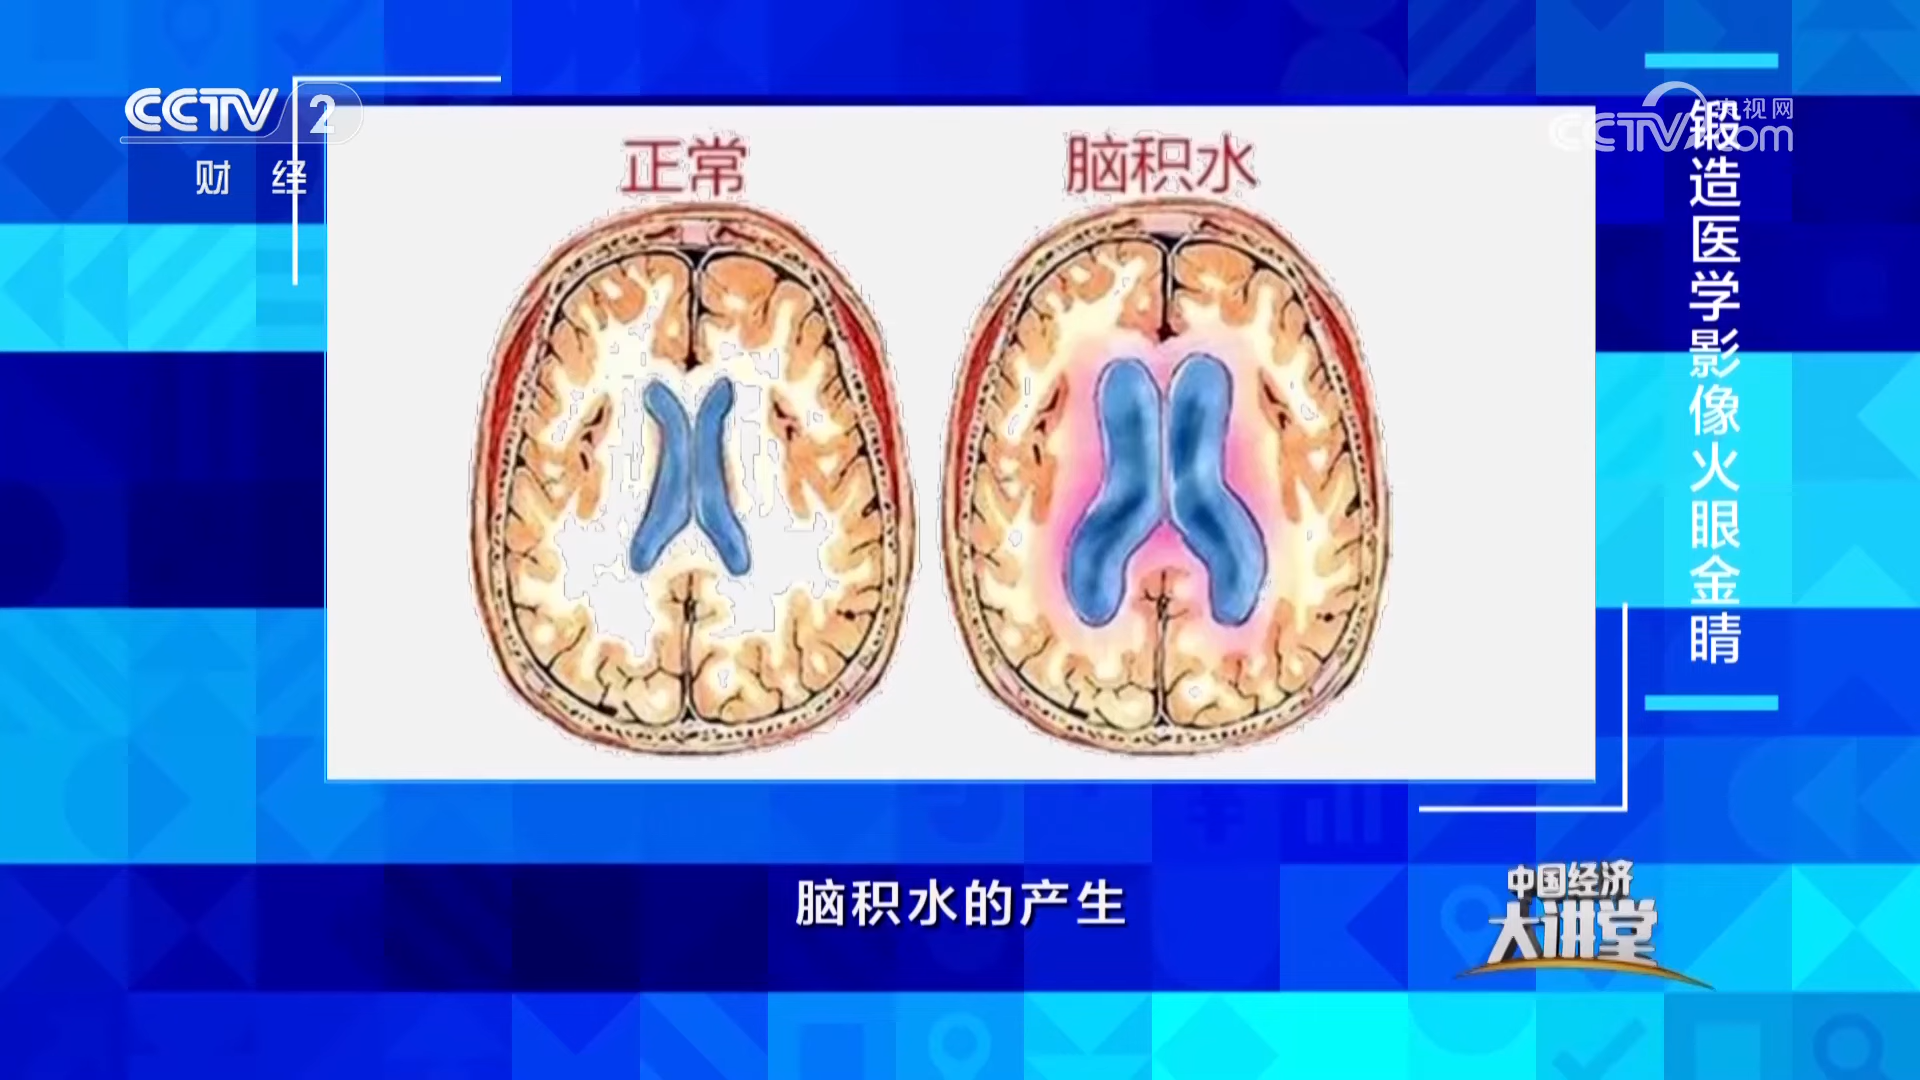 CCTV 2
财 经
央视网
CCTV.com
正常
脑积水
锻造医学影像火眼金睛
脑积水的产生
中国经济
大讲堂